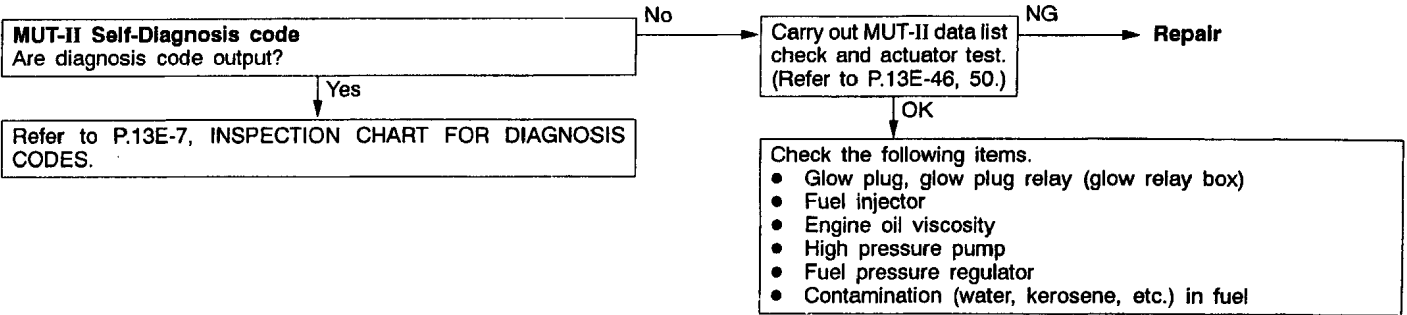 MUT-II Self-Diagnosis code
Are diagnosis code output?
No
Carry out MUT-II data list
check and actuator test.
(Refer to P.13E-46, 50.)
NG
Repair
Yes
OK
Refer to P.13E-7, INSPECTION CHART FOR DIAGNOSIS
CODES.
Check the following items.
● Glow plug, glow plug relay (glow relay box)
● Fuel injector
● Engine oil viscosity
● High pressure pump
● Fuel pressure regulator
● Contamination (water, kerosene, etc.) in fuel